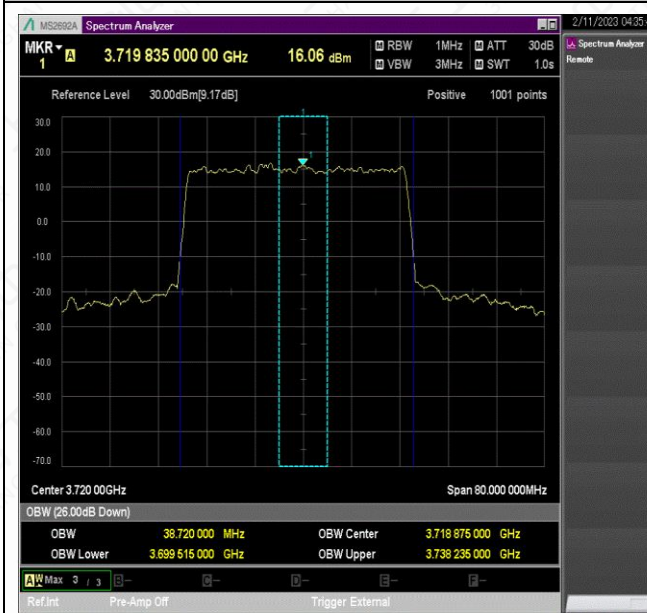 MS2692A Spectrum Analyzer
2/11/2023 04:35:
MKR 1 A 3.719 835 000 00 GHz 16.06 dBm
M RBW 1MHz M ATT 30dB
M VBW 3MHz M SWT 1.0s
Spectrum Analyzer
Remote
Reference Level 30.00dBm[9.17dB] Positive 1001 points
30.0
1
20.0
10.0
0.0
-10.0
-20.0
-30.0
-40.0
-50.0
-60.0
-70.0
Center 3.720 00GHz Span 80.000 000MHz
OBW (26.00dB Down)
OBW 38.720 000 MHz OBW Center 3.718 875 000 GHz
OBW Lower 3.699 515 000 GHz OBW Upper 3.738 235 000 GHz
A W Max 3 / 3 B- C- D- E- F-
Ref.Int Pre-Amp Off Trigger External